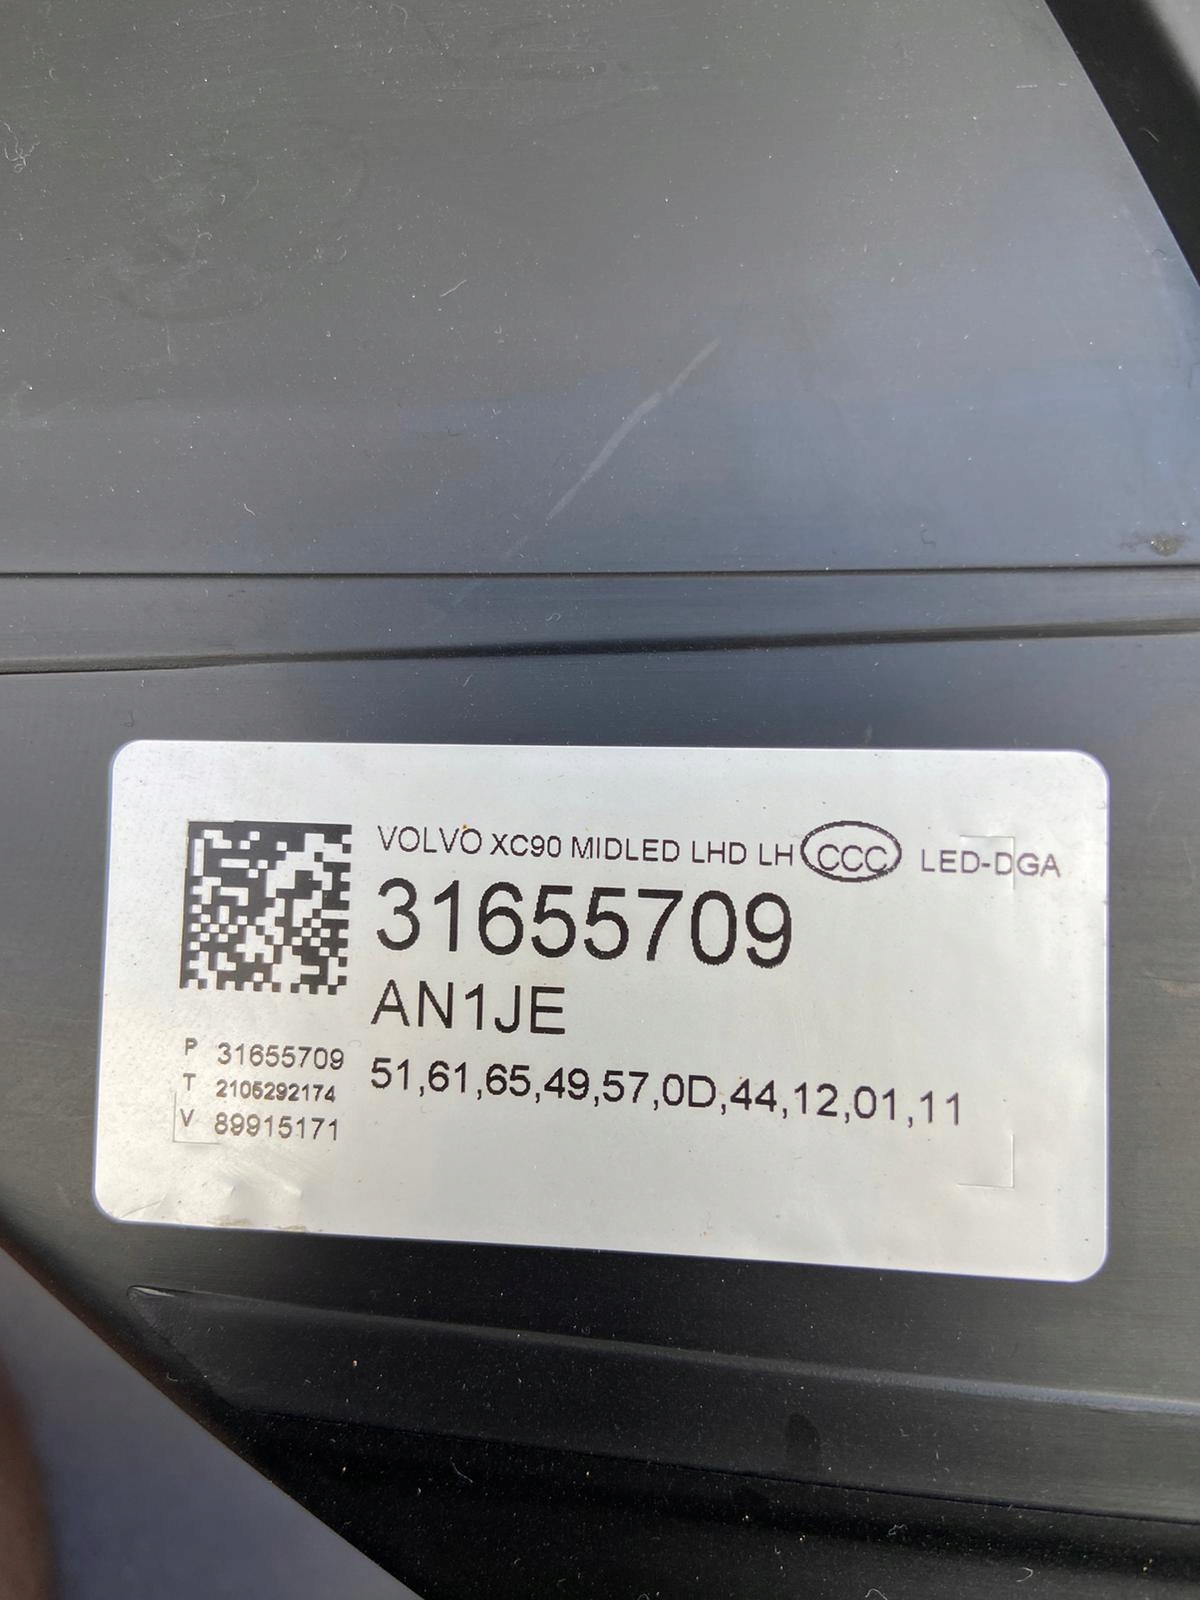 VOLVO XC90 MIDLED LHD LH CCC LED-DGA
31655709
AN1JE
51,61,65,49,57,0D,44,12,01,11
P 31655709
T 2105292174
V 89915171